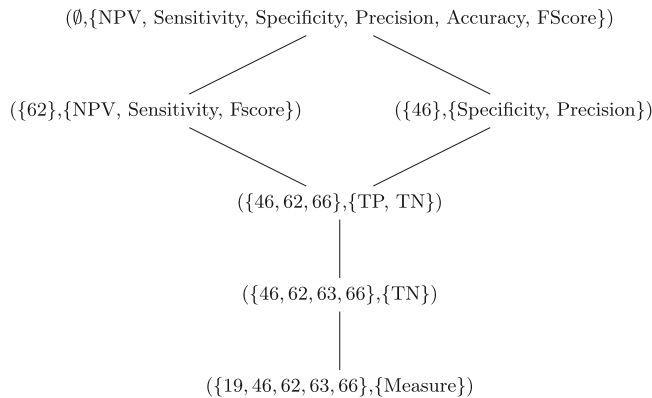 (∅,{NPV, Sensitivity, Specificity, Precision, Accuracy, FScore})
({62},{NPV, Sensitivity, Fscore}) ({46},{Specificity, Precision})
({46, 62, 66},{TP, TN})
({46, 62, 63, 66},{TN})
({19, 46, 62, 63, 66},{Measure})